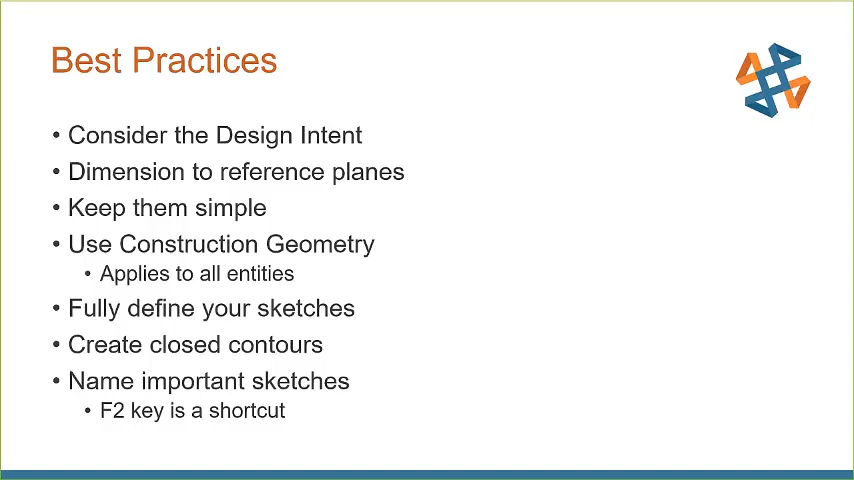 Best Practices
• Consider the Design Intent
• Dimension to reference planes
• Keep them simple
• Use Construction Geometry
• Applies to all entities
• Fully define your sketches
• Create closed contours
• Name important sketches
• F2 key is a shortcut